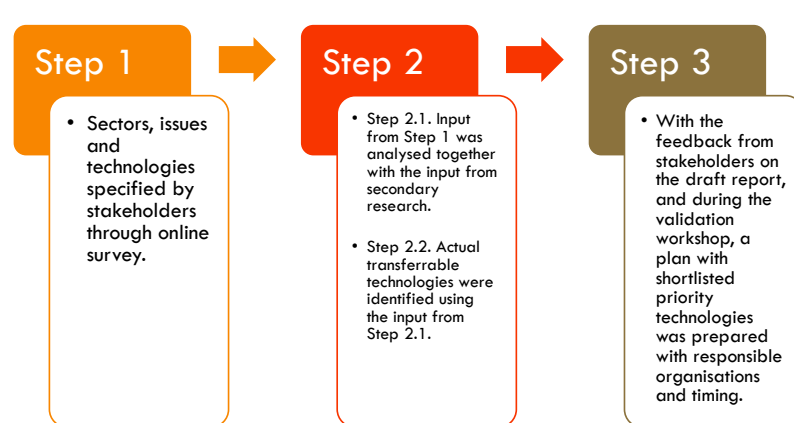 Step 1
• Sectors, issues
and
technologies
specified by
stakeholders
through online
survey.
Step 2
• Step 2.1. Input
from Step 1 was
analysed together
with the input from
secondary
research.
• Step 2.2. Actual
transferrable
technologies were
identified using
the input from
Step 2.1.
Step 3
• With the
feedback from
stakeholders on
the draft report,
and during the
validation
workshop, a
plan with
shortlisted
priority
technologies
was prepared
with responsible
organisations
and timing.